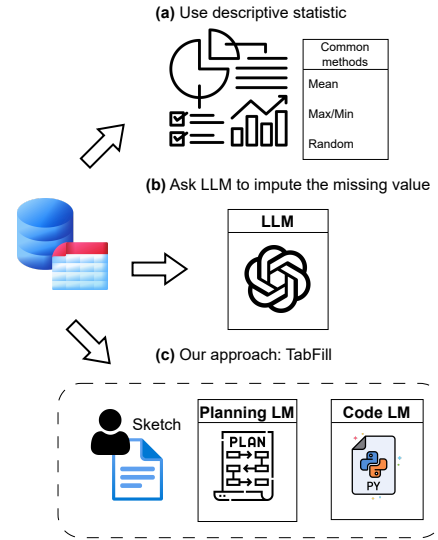 (a) Use descriptive statistic
Common
methods
Mean
Max/Min
Random
(b) Ask LLM to impute the missing value
LLM
(c) Our approach: TabFill
Sketch
Planning LM
PLAN
Code LM
PY